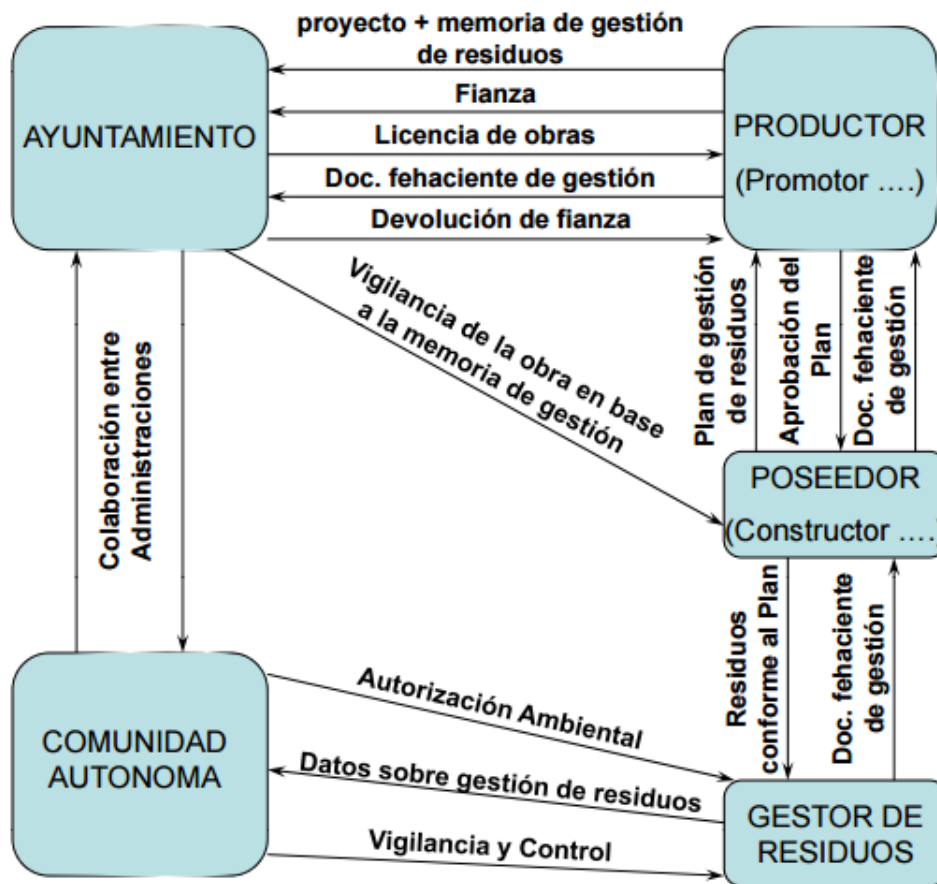 proyecto + memoria de gestión
de residuos
Fianza
Licencia de obras
Doc. fehaciente de gestión
Devolución de fianza
AYUNTAMIENTO
PRODUCTOR
(Promotor ....)
Vigilancia de la obra en base
a la memoria de gestión
Plan de gestión
de residuos
Aprobación del
Plan
Doc. fehaciente
de gestión
Colaboración entre
Administraciones
POSEEDOR
(Constructor ....)
Residuos
conforme al Plan
Doc. fehaciente
de gestión
COMUNIDAD
AUTONOMA
Autorización Ambiental
Datos sobre gestión de residuos
Vigilancia y Control
GESTOR DE
RESIDUOS